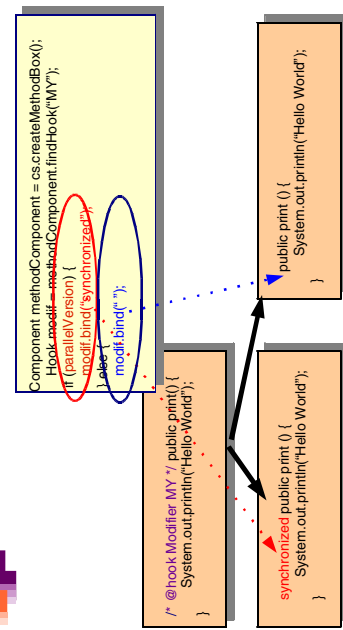 Component methodComponent = cs.createMethodBox();
Hook modif = methodComponent.findHook("MY");
if (parallelVersion) {
modif.bind("synchronized");
} else {
modif.bind(" ");
/* @hook Modifier MY */ public print() {
System.out.println("Hello World");
}
synchronized public print () {
System.out.println("Hello World");
}
public print () {
System.out.println("Hello World");
}